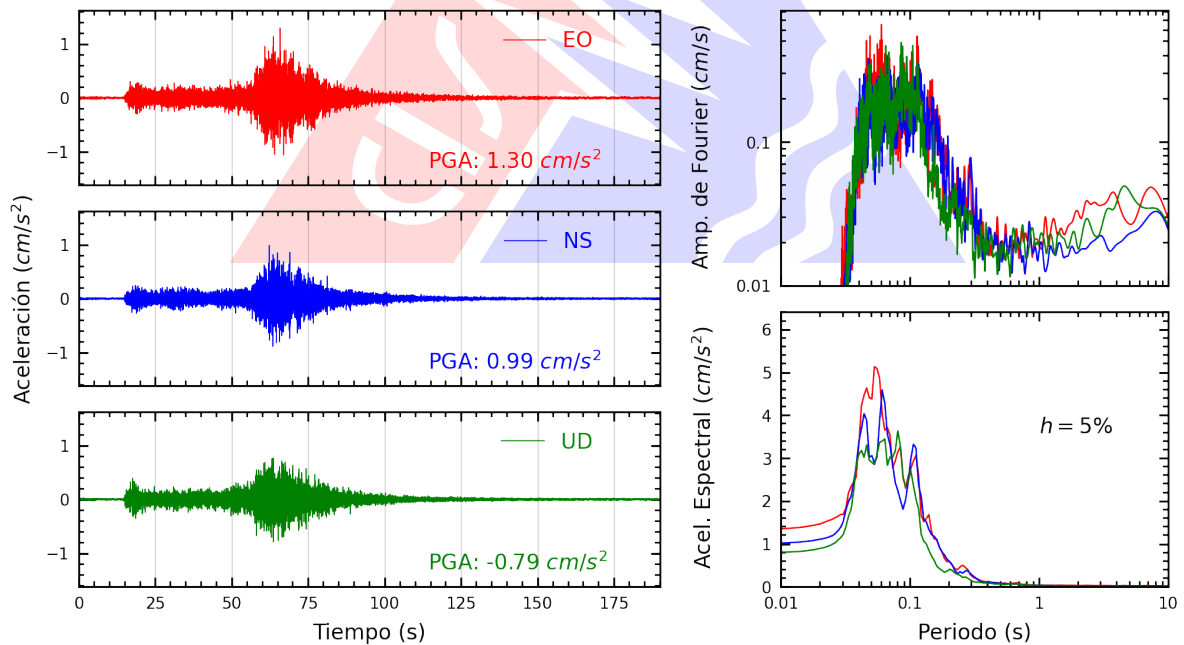 Aceleración (cm/s²)
1
0
−1
EO
PGA: 1.30 cm/s²
1
0
−1
NS
PGA: 0.99 cm/s²
1
0
−1
UD
PGA: -0.79 cm/s²
0 25 50 75 100 125 150 175
Tiempo (s)
Amp. de Fourier (cm/s)
0.1
0.01
Acel. Espectral (cm/s²)
6
5
4
3
2
1
0
h = 5%
0.01 0.1 1 10
Periodo (s)